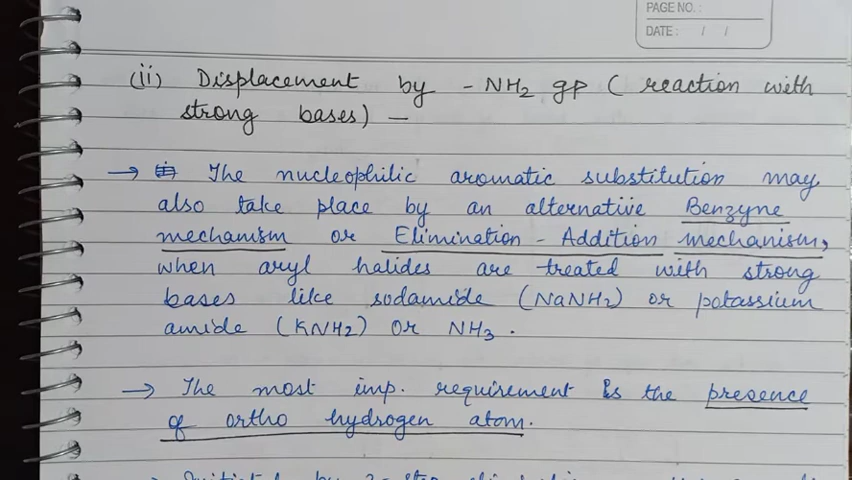 PAGE NO.:
DATE: / /
(ii) Displacement by - NH2 gp ( reaction with
strong bases) —
→ The nucleophilic aromatic substitution may
also take place by an alternative Benzyne
mechanism or Elimination - Addition mechanism,
when aryl halides are treated with strong
bases like sodamide (NaNH2) or potassium
amide (KNH2) or NH3 .
→ The most imp. requirement is the presence
of ortho hydrogen atom.